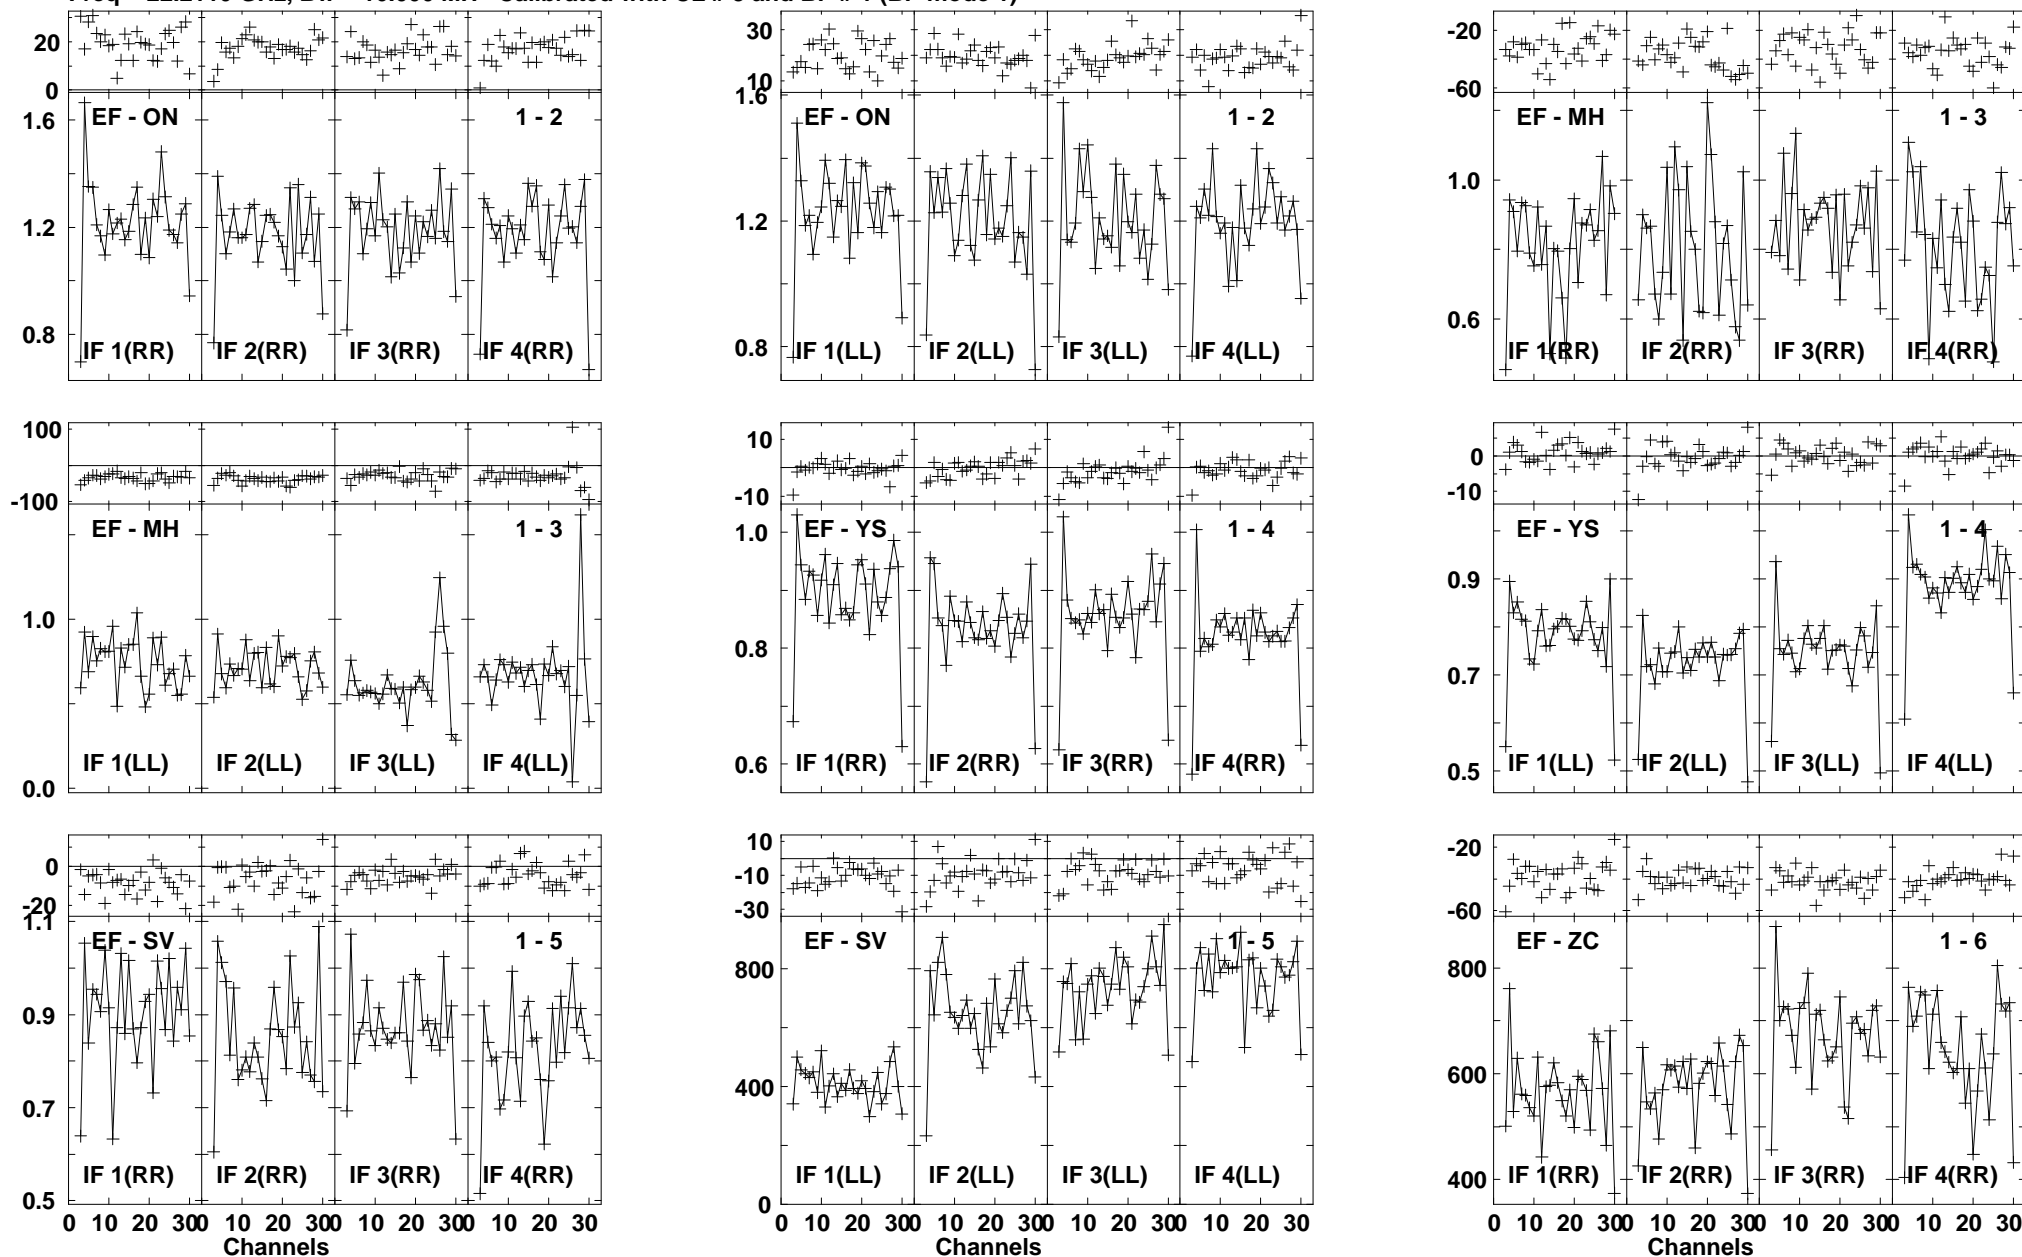 20
0
EF - ON 1 - 2
1.6
1.2
0.8
IF 1(RR) IF 2(RR) IF 3(RR) IF 4(RR)
30
10
1.6
EF - ON 1 - 2
1.2
0.8
IF 1(LL) IF 2(LL) IF 3(LL) IF 4(LL)
-20
-60
EF - MH 1 - 3
1.0
0.6
IF 1(RR) IF 2(RR) IF 3(RR) IF 4(RR)
100
-100
EF - MH 1 - 3
1.0
0.0
IF 1(LL) IF 2(LL) IF 3(LL) IF 4(LL)
10
0
-10
EF - YS 1 - 4
1.0
0.8
0.6
IF 1(RR) IF 2(RR) IF 3(RR) IF 4(RR)
0
-10
EF - YS 1 - 4
0.9
0.7
0.5
IF 1(LL) IF 2(LL) IF 3(LL) IF 4(LL)
0
-20
1.1
EF - SV 1 - 5
0.9
0.7
0.5
IF 1(RR) IF 2(RR) IF 3(RR) IF 4(RR)
0 10 20 30 0 10 20 30 0 10 20 30 0 10 20 30
Channels
10
-10
-30
EF - SV 1 - 5
800
400
0
IF 1(LL) IF 2(LL) IF 3(LL) IF 4(LL)
0 10 20 30 0 10 20 30 0 10 20 30 0 10 20 30
Channels
-20
-60
EF - ZC 1 - 6
800
600
400
IF 1(RR) IF 2(RR) IF 3(RR) IF 4(RR)
0 10 20 30 0 10 20 30 0 10 20 30 0 10 20 30
Channels